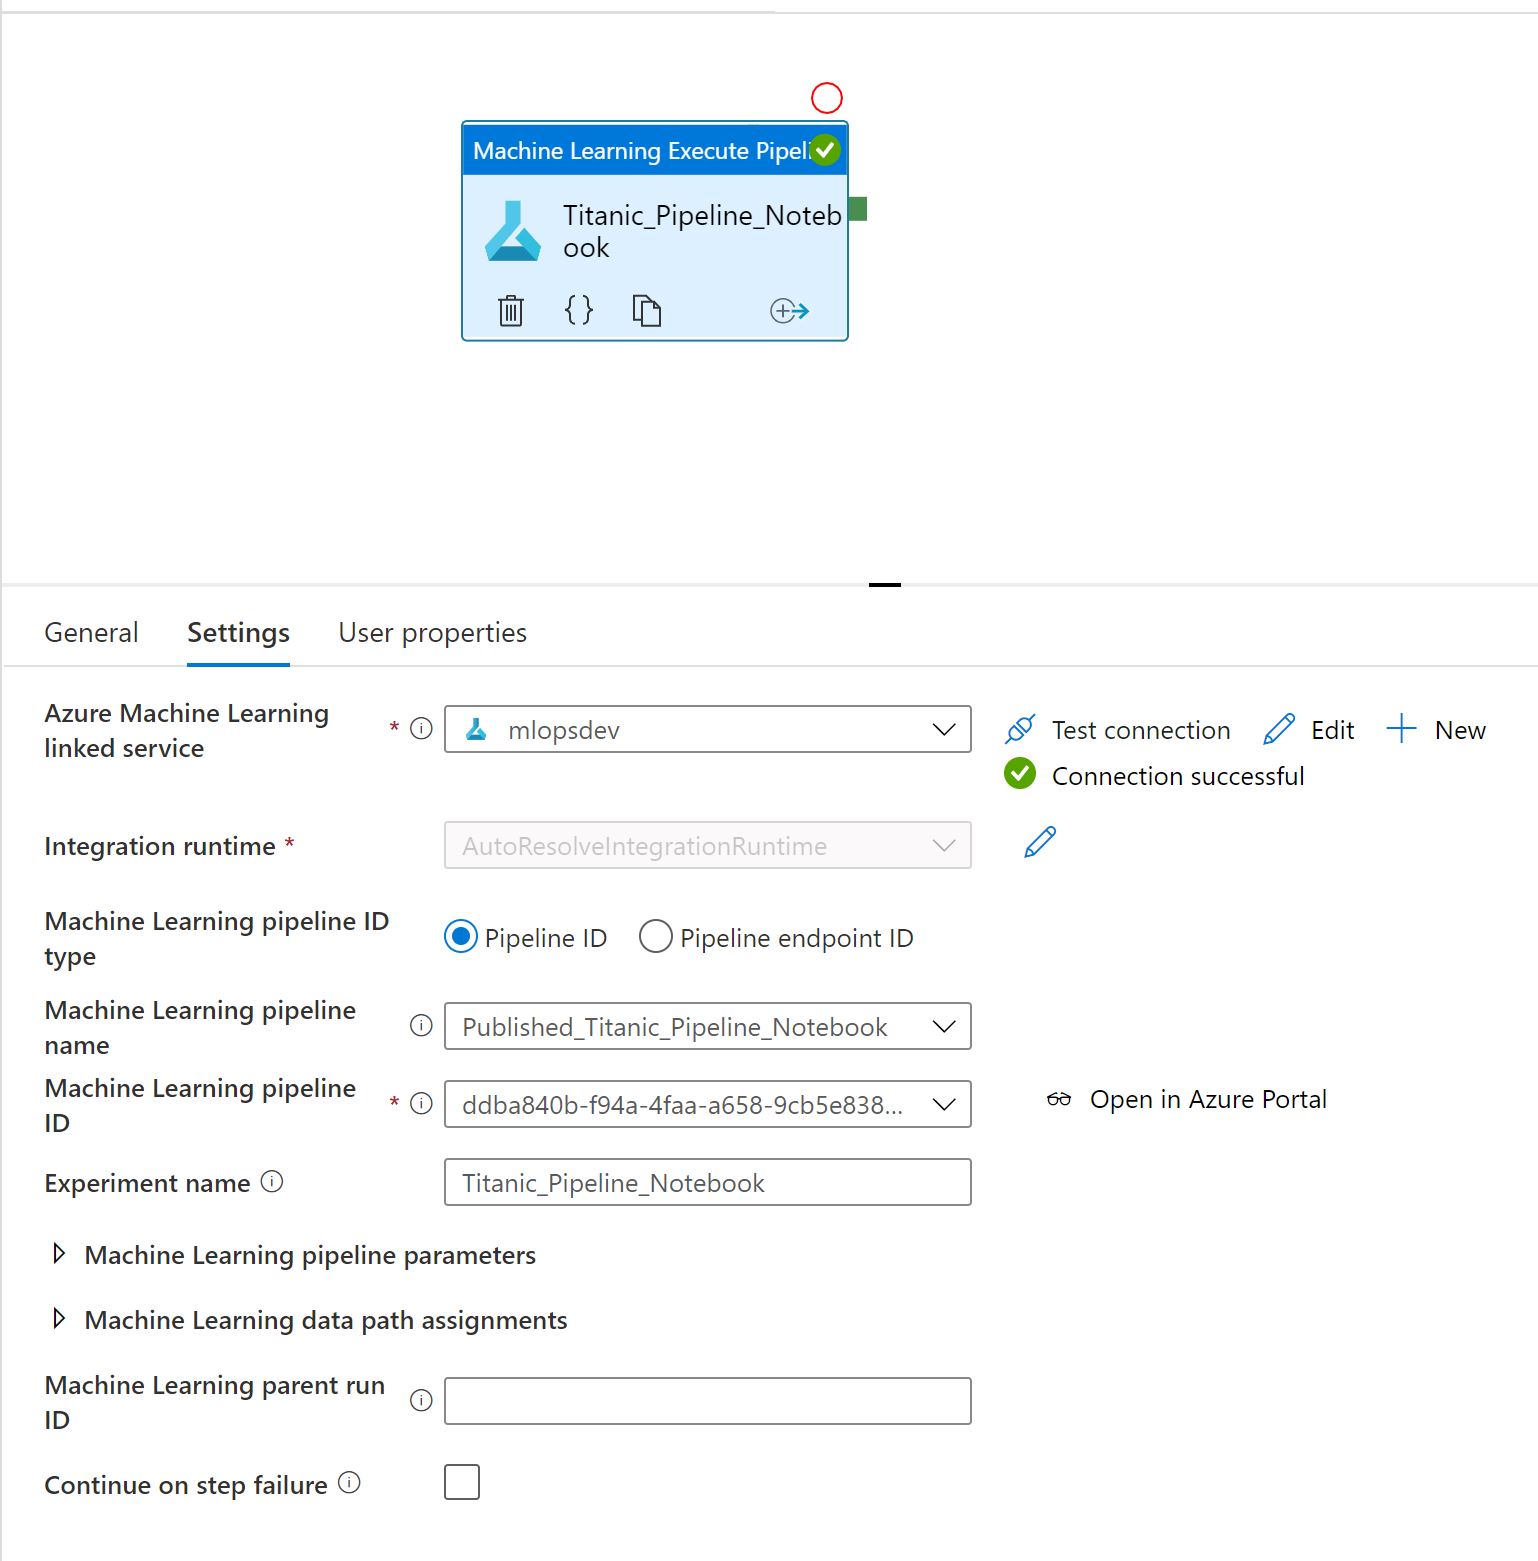 Machine Learning Execute Pipeli
Titanic_Pipeline_Noteb
ook
General Settings User properties
Azure Machine Learning
linked service
* mlopsdev Test connection Edit New
Connection successful
Integration runtime * AutoResolveIntegrationRuntime
Machine Learning pipeline ID
type
Pipeline ID Pipeline endpoint ID
Machine Learning pipeline
name
Published_Titanic_Pipeline_Notebook
Machine Learning pipeline
ID
* ddba840b-f94a-4faa-a658-9cb5e838... Open in Azure Portal
Experiment name Titanic_Pipeline_Notebook
Machine Learning pipeline parameters
Machine Learning data path assignments
Machine Learning parent run
ID
Continue on step failure